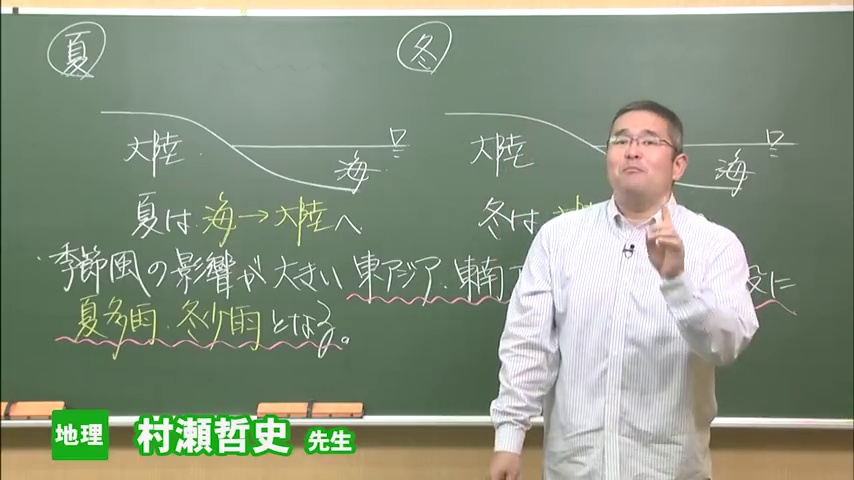 夏
冬
大陸
海
大陸
海
夏は 海→大陸へ
冬は
・季節風の影響が大きい 東アジア・東南
に
夏多雨・冬少雨となる。
地理 村瀬哲史 先生